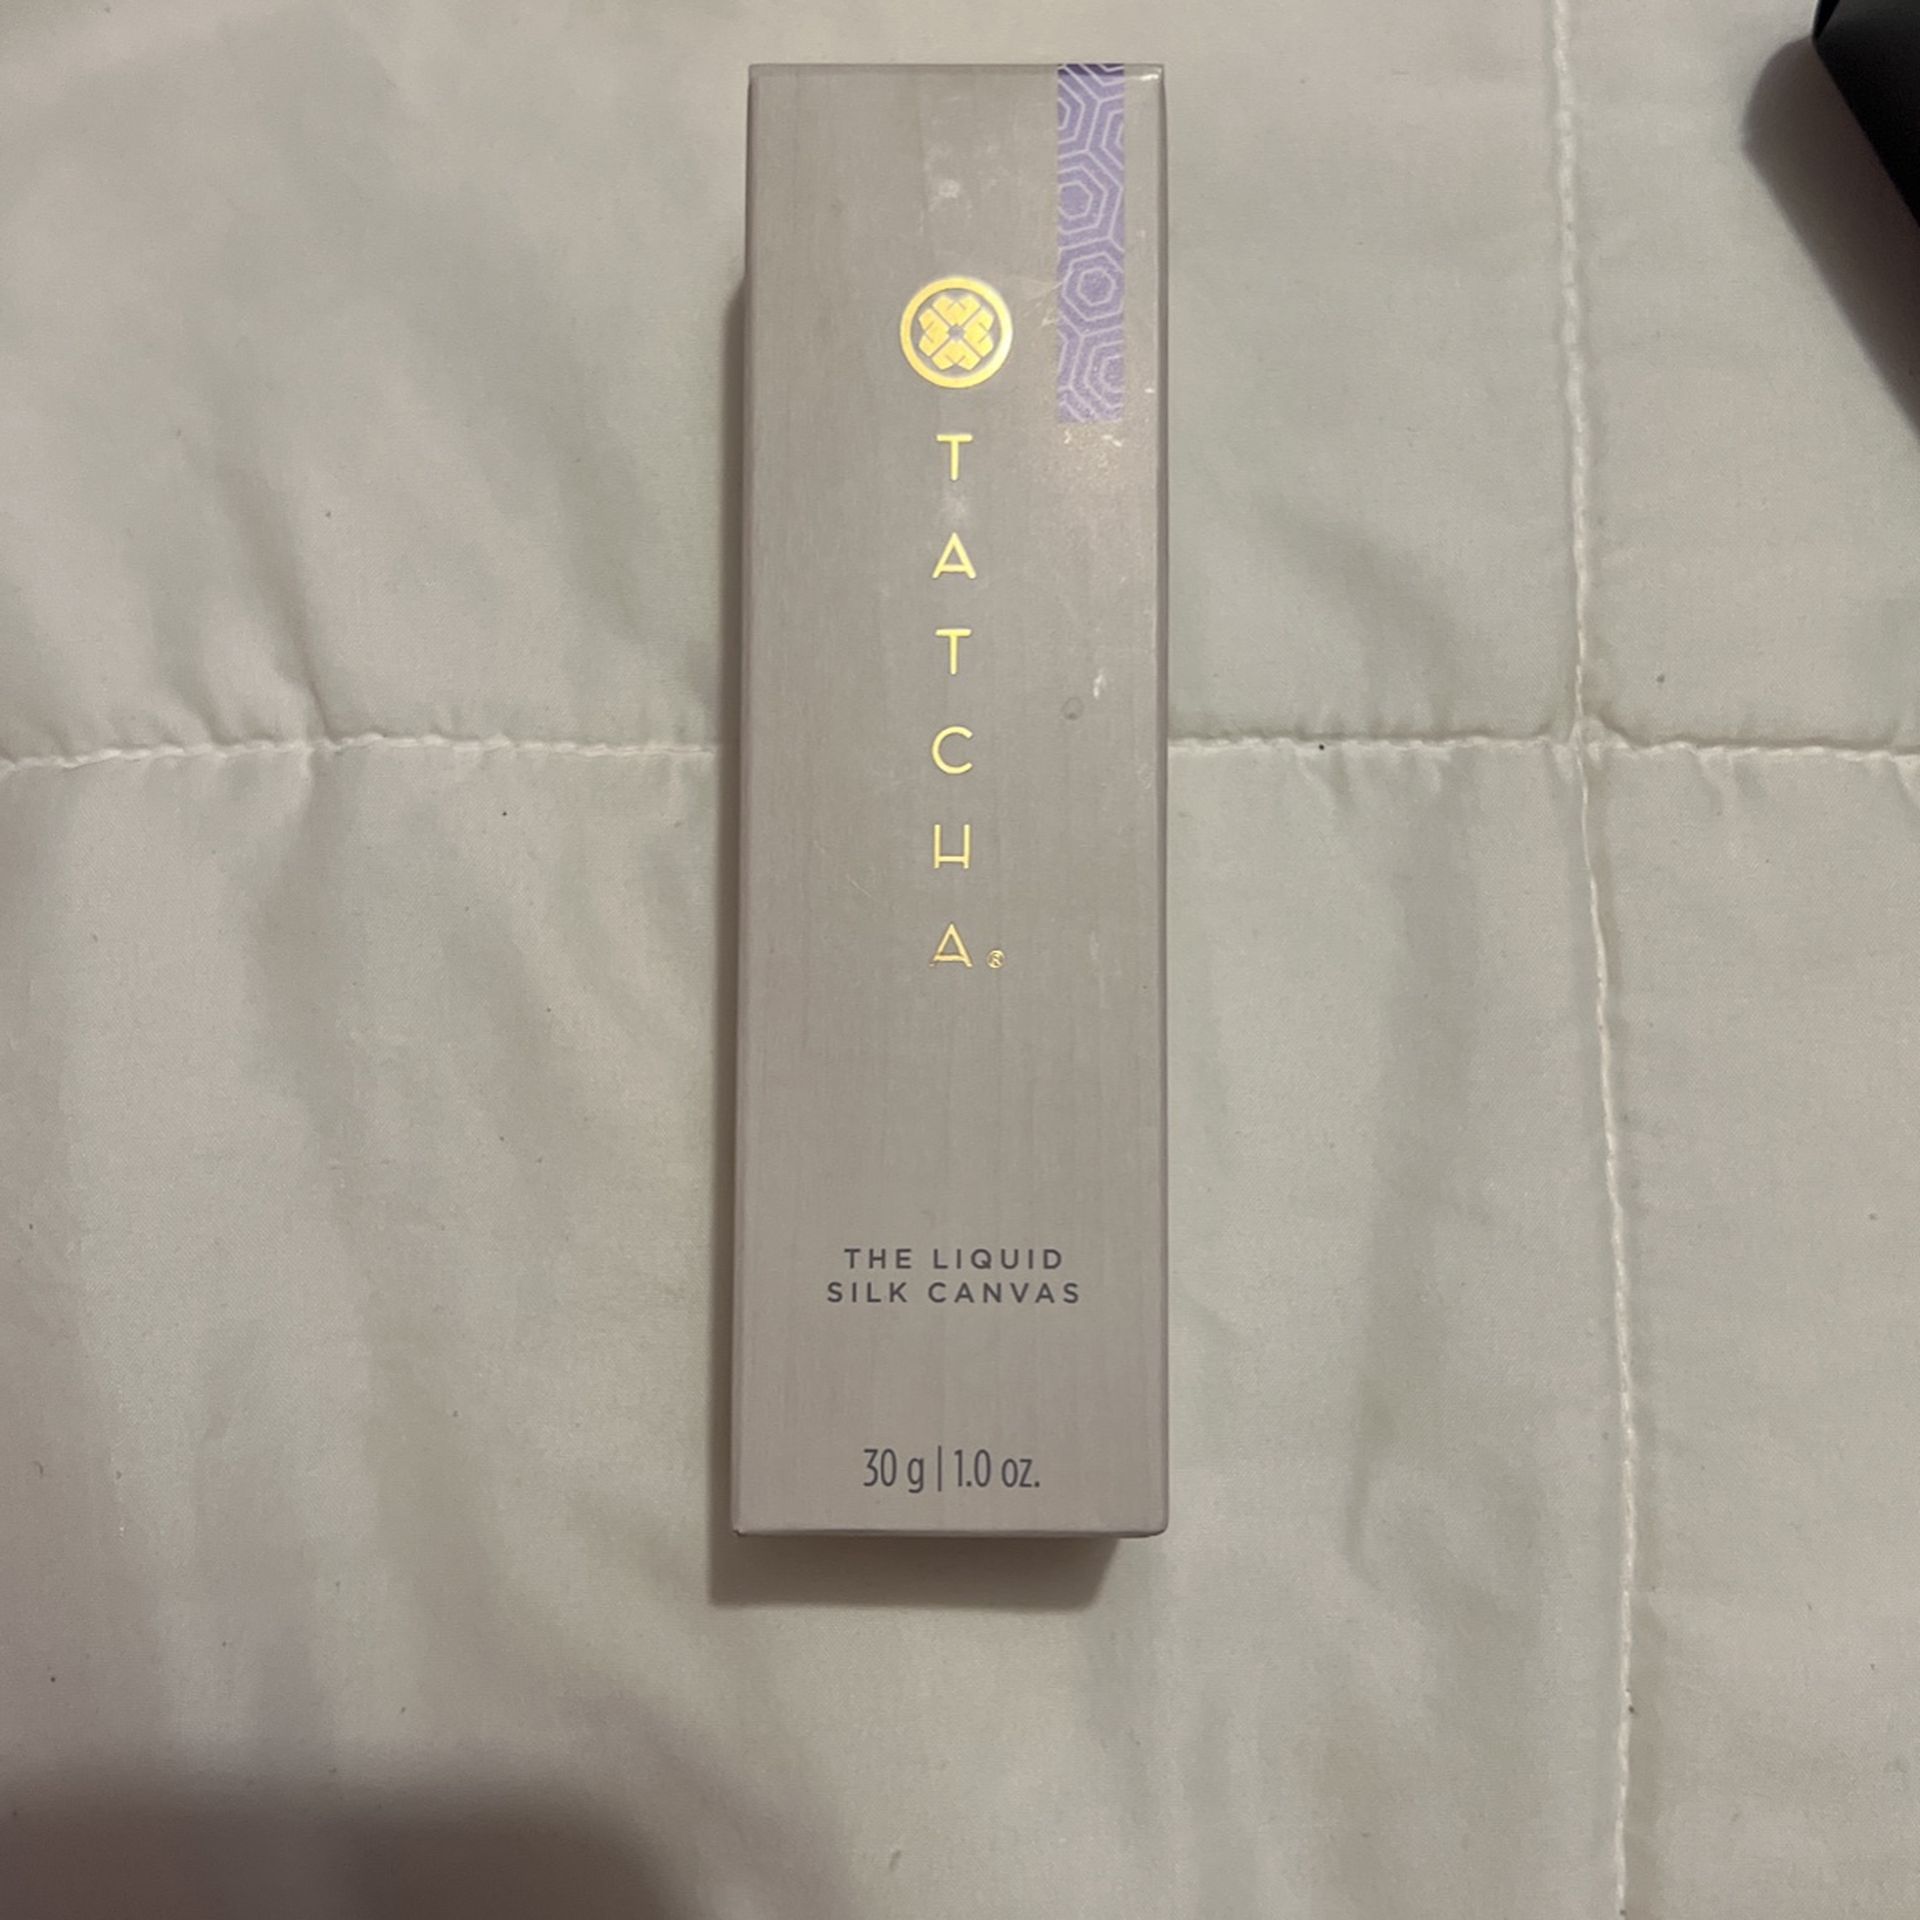 TATCHA®
THE LIQUID
SILK CANVAS
30 g | 1.0 oz.